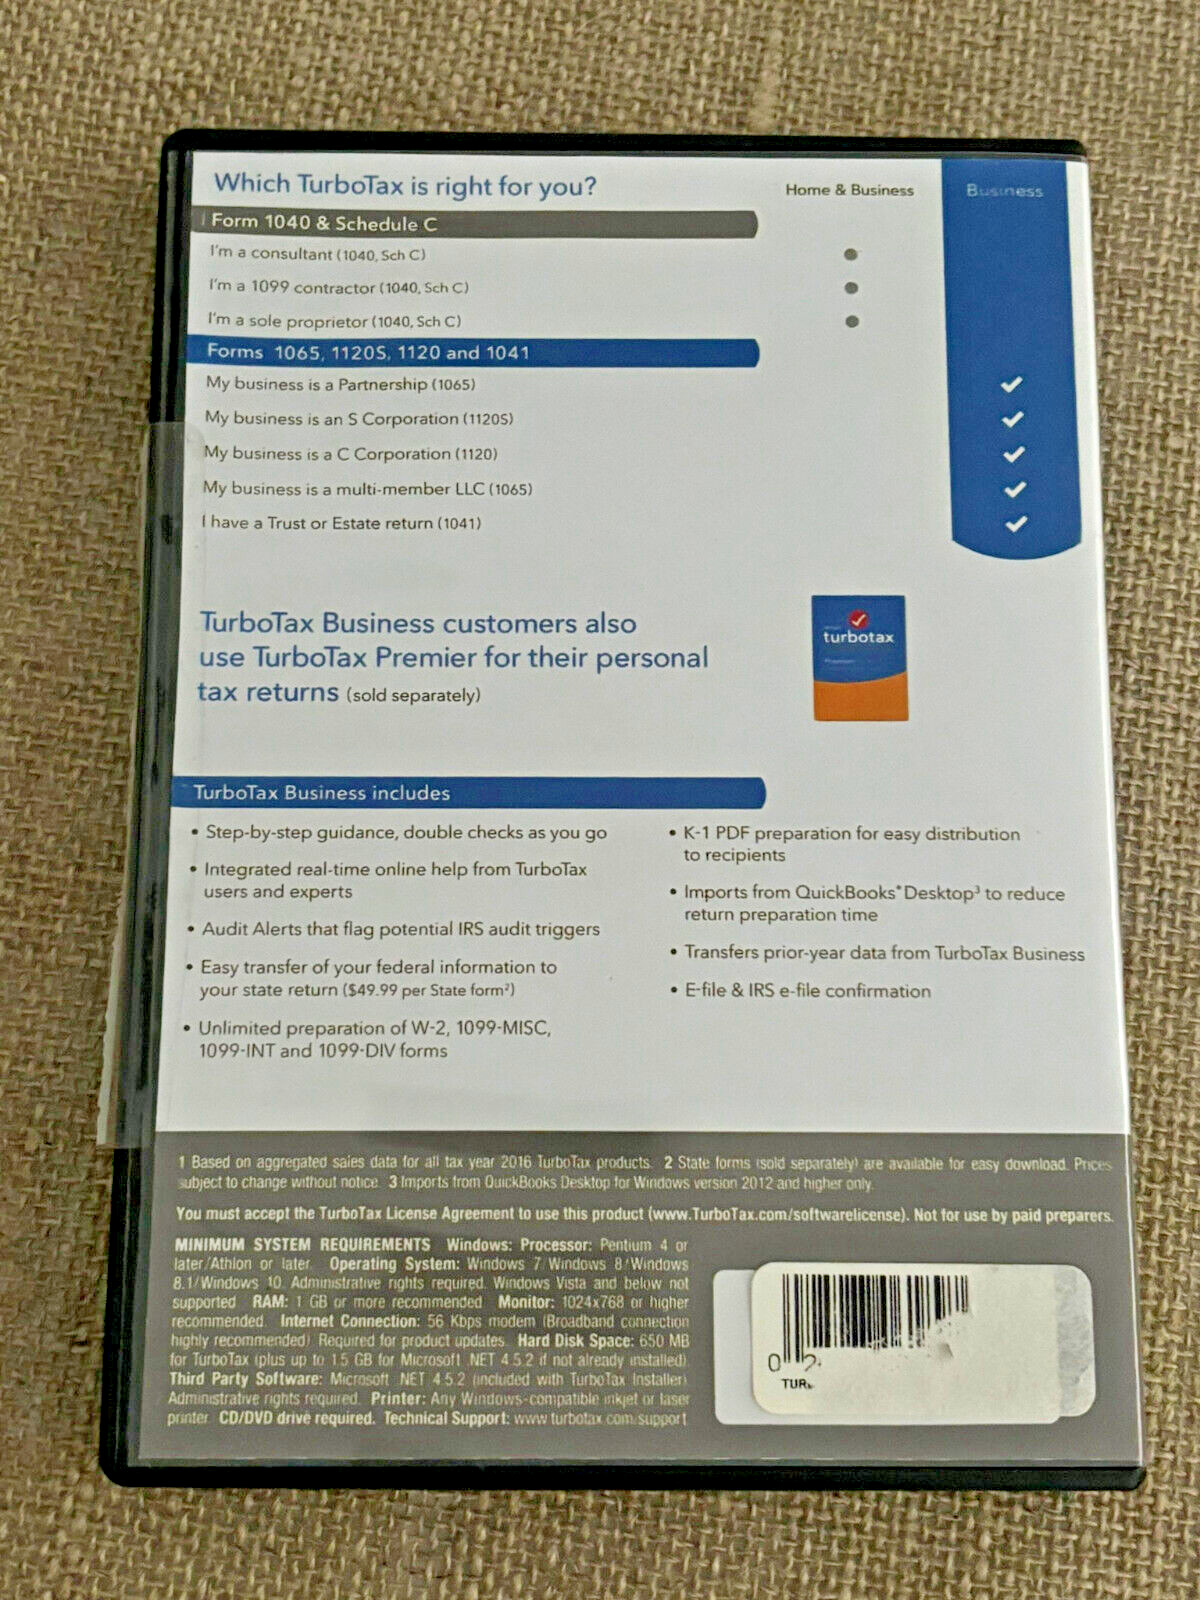 Which TurboTax is right for you? Home & Business Business
Form 1040 & Schedule C
I'm a consultant (1040, Sch C)
I'm a 1099 contractor (1040, Sch C)
I'm a sole proprietor (1040, Sch C)
Forms 1065, 1120S, 1120 and 1041
My business is a Partnership (1065)
My business is an S Corporation (1120S)
My business is a C Corporation (1120)
My business is a multi-member LLC (1065)
I have a Trust or Estate return (1041)
TurboTax Business customers also
use TurboTax Premier for their personal
tax returns (sold separately)
turbotax
TurboTax Business includes
• Step-by-step guidance, double checks as you go
• Integrated real-time online help from TurboTax
users and experts
• Audit Alerts that flag potential IRS audit triggers
• Easy transfer of your federal information to
your state return ($49.99 per State form²)
• Unlimited preparation of W-2, 1099-MISC,
1099-INT and 1099-DIV forms
• K-1 PDF preparation for easy distribution
to recipients
• Imports from QuickBooks® Desktop³ to reduce
return preparation time
• Transfers prior-year data from TurboTax Business
• E-file & IRS e-file confirmation
1 Based on aggregated sales data for all tax year 2016 TurboTax products. 2 State forms (sold separately) are available for easy download. Prices
subject to change without notice. 3 Imports from QuickBooks Desktop for Windows version 2012 and higher only.
You must accept the TurboTax License Agreement to use this product (www.TurboTax.com/softwarelicense). Not for use by paid preparers.
MINIMUM SYSTEM REQUIREMENTS Windows: Processor: Pentium 4 or
later/Athlon or later. Operating System: Windows 7/Windows 8/Windows
8.1/Windows 10. Administrative rights required. Windows Vista and below not
supported RAM: 1 GB or more recommended Monitor: 1024x768 or higher
recommended. Internet Connection: 56 Kbps modem (Broadband connection
highly recommended) Required for product updates. Hard Disk Space: 650 MB
for TurboTax (plus up to 1.5 GB for Microsoft .NET 4.5.2 if not already installed)
Third Party Software: Microsoft .NET 4.5.2 (included with TurboTax Installer)
Administrative rights required. Printer: Any Windows-compatible inkjet or laser
printer CD/DVD drive required. Technical Support: www.turbotax.com/support
0 2
TUR